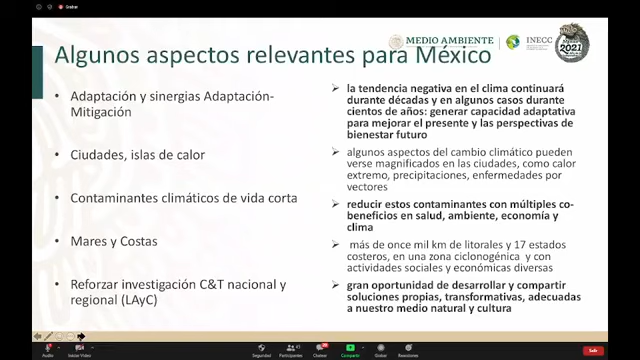 Grabar
MEDIO AMBIENTE
INECC
2021
Algunos aspectos relevantes para México
• Adaptación y sinergias Adaptación-
Mitigación
• Ciudades, islas de calor
• Contaminantes climáticos de vida corta
• Mares y Costas
• Reforzar investigación C&T nacional y
regional (LAyC)
➢ la tendencia negativa en el clima continuará
durante décadas y en algunos casos durante
cientos de años: generar capacidad adaptativa
para mejorar el presente y las perspectivas de
bienestar futuro
➢ algunos aspectos del cambio climático pueden
verse magnificados en las ciudades, como calor
extremo, precipitaciones, enfermedades por
vectores
➢ reducir estos contaminantes con múltiples co-
beneficios en salud, ambiente, economía y
clima
➢ más de once mil km de litorales y 17 estados
costeros, en una zona ciclonogénica y con
actividades sociales y económicas diversas
➢ gran oportunidad de desarrollar y compartir
soluciones propias, transformativas, adecuadas
a nuestro medio natural y cultura
Audio Iniciar Video Seguridad Participantes Chatear Compartir Grabar Reacciones Salir